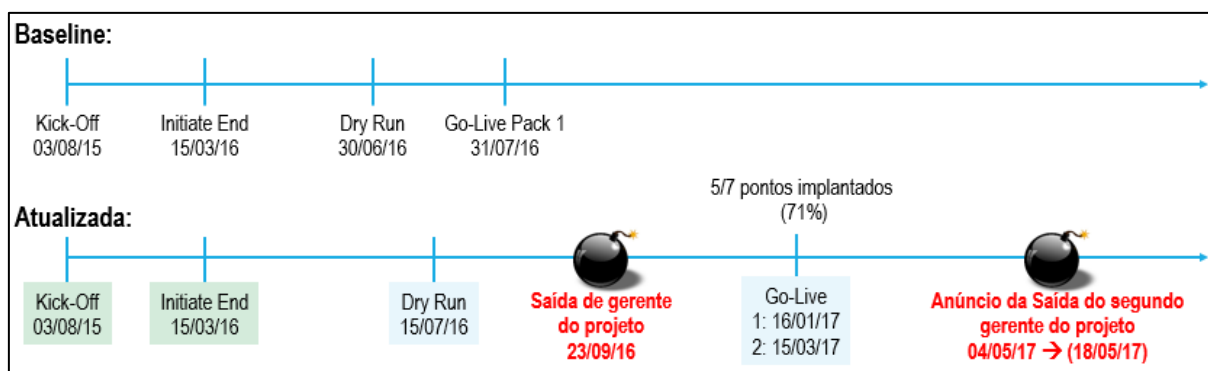 Baseline:
Kick-Off
03/08/15
Initiate End
15/03/16
Dry Run
30/06/16
Go-Live Pack 1
31/07/16
5/7 pontos implantados
(71%)
Atualizada:
Kick-Off
03/08/15
Initiate End
15/03/16
Dry Run
15/07/16
Saída de gerente
do projeto
23/09/16
Go-Live
1: 16/01/17
2: 15/03/17
Anúncio da Saída do segundo
gerente do projeto
04/05/17 → (18/05/17)